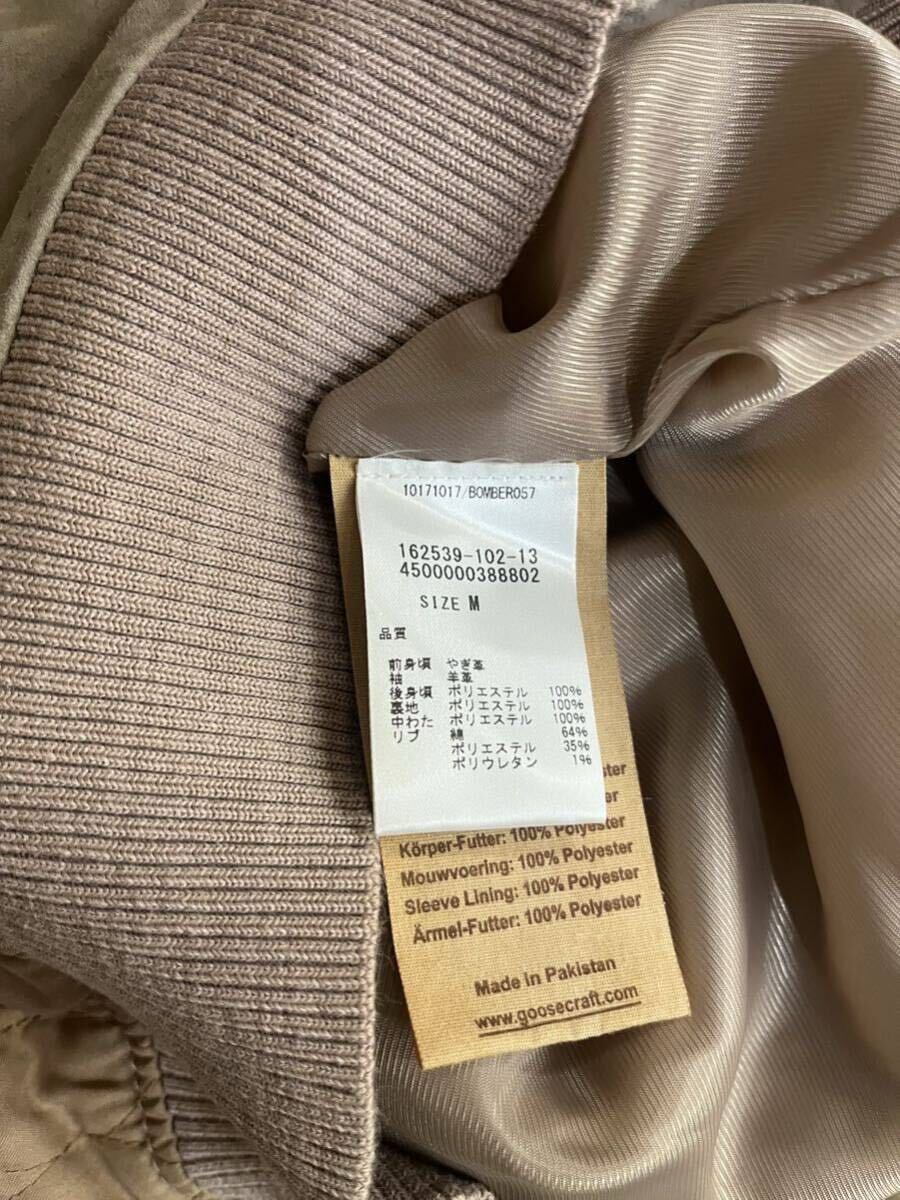 10171017/BOMBER057
162539-102-13
4500000388802
SIZE M
品質
前身頃 やぎ革
袖 羊革
後身頃 ポリエステル 100%
裏地 ポリエステル 100%
中わた ポリエステル 100%
リブ 綿 64%
ポリエステル 35%
ポリウレタン 1%
Körper-Futter: 100% Polyester
Mouwvoering: 100% Polyester
Sleeve Lining: 100% Polyester
Ärmel-Futter: 100% Polyester
Made in Pakistan
www.goosecraft.com